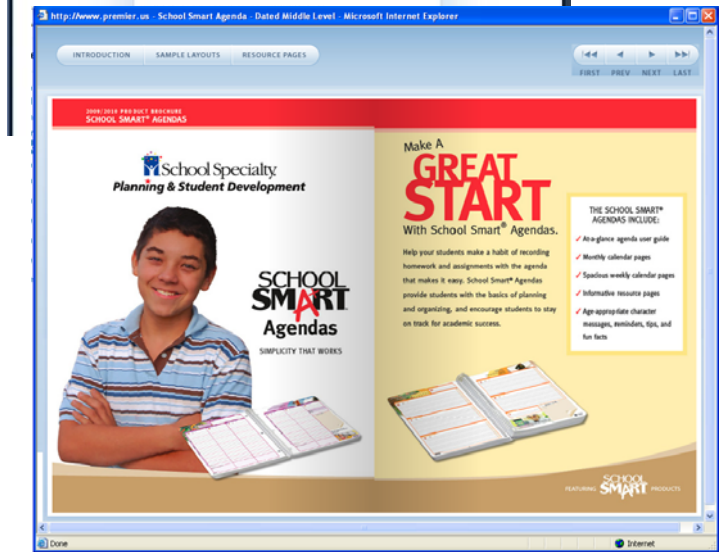 http://www.premier.us - School Smart Agenda - Dated Middle Level - Microsoft Internet Explorer
INTRODUCTION SAMPLE LAYOUTS RESOURCE PAGES
FIRST PREV NEXT LAST
2009/2010 PRODUCT BROCHURE
SCHOOL SMART® AGENDAS
School Specialty
Planning & Student Development
SCHOOL
SMART
Agendas
SIMPLICITY THAT WORKS
Make A
GREAT
START
With School Smart® Agendas.
Help your students make a habit of recording
homework and assignments with the agenda
that makes it easy. School Smart® Agendas
provide students with the basics of planning
and organizing, and encourage students to stay
on track for academic success.
THE SCHOOL SMART®
AGENDAS INCLUDE:
✓ At-a-glance agenda user guide
✓ Monthly calendar pages
✓ Spacious weekly calendar pages
✓ Informative resource pages
✓ Age-appropriate character
messages, reminders, tips, and
fun facts
FEATURING SCHOOL SMART PRODUCTS
Done
Internet